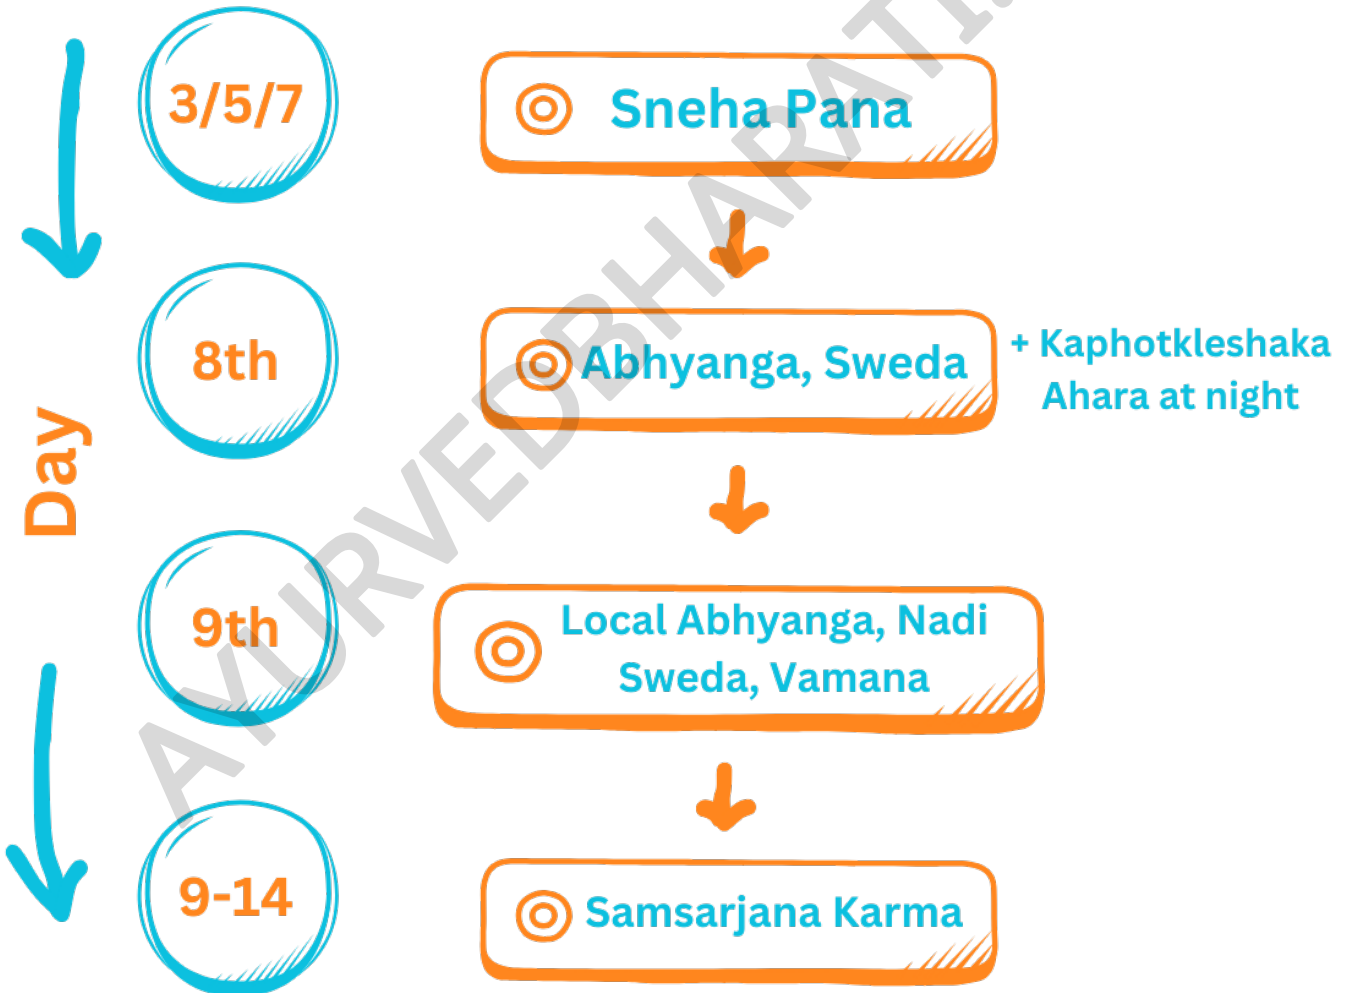 3/5/7
Sneha Pana
8th
Abhyanga, Sweda
+ Kaphotkleshaka
Ahara at night
Day
9th
Local Abhyanga, Nadi
Sweda, Vamana
9-14
Samsarjana Karma
AYURVEDBHARATI.